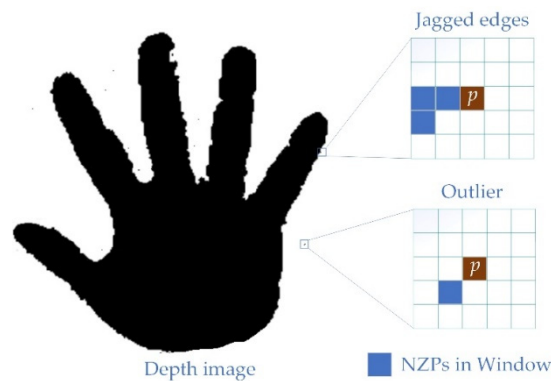 Jagged edges
p
Outlier
p
Depth image
NZPs in Window